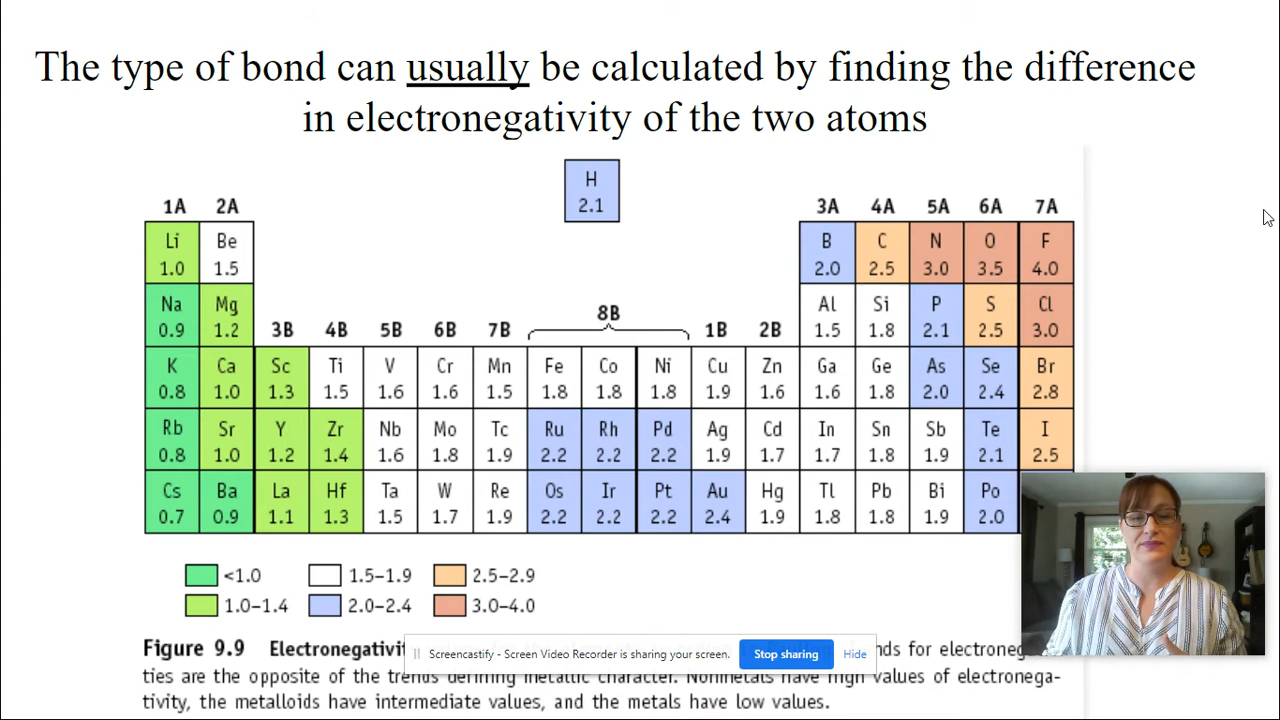 The type of bond can usually be calculated by finding the difference
in electronegativity of the two atoms
H
2.1
1A 2A 3A 4A 5A 6A 7A
Li Be B C N O F
1.0 1.5 2.0 2.5 3.0 3.5 4.0
Na Mg Al Si P S Cl
0.9 1.2 1.5 1.8 2.1 2.5 3.0
3B 4B 5B 6B 7B 8B 1B 2B
K Ca Sc Ti V Cr Mn Fe Co Ni Cu Zn Ga Ge As Se Br
0.8 1.0 1.3 1.5 1.6 1.6 1.5 1.8 1.8 1.8 1.9 1.6 1.6 1.8 2.0 2.4 2.8
Rb Sr Y Zr Nb Mo Tc Ru Rh Pd Ag Cd In Sn Sb Te I
0.8 1.0 1.2 1.4 1.6 1.8 1.9 2.2 2.2 2.2 1.9 1.7 1.7 1.8 1.9 2.1 2.5
Cs Ba La Hf Ta W Re Os Ir Pt Au Hg Tl Pb Bi Po
0.7 0.9 1.1 1.3 1.5 1.7 1.9 2.2 2.2 2.2 2.4 1.9 1.8 1.8 1.9 2.0
<1.0 1.5–1.9 2.5–2.9
1.0–1.4 2.0–2.4 3.0–4.0
Figure 9.9 for
Screencastify - Screen Video Recorder is sharing your screen. Stop sharing Hide
ties are the opposite of the trends defining metallic character. Nonmetals have high values of electronega-
tivity, the metalloids have intermediate values, and the metals have low values.